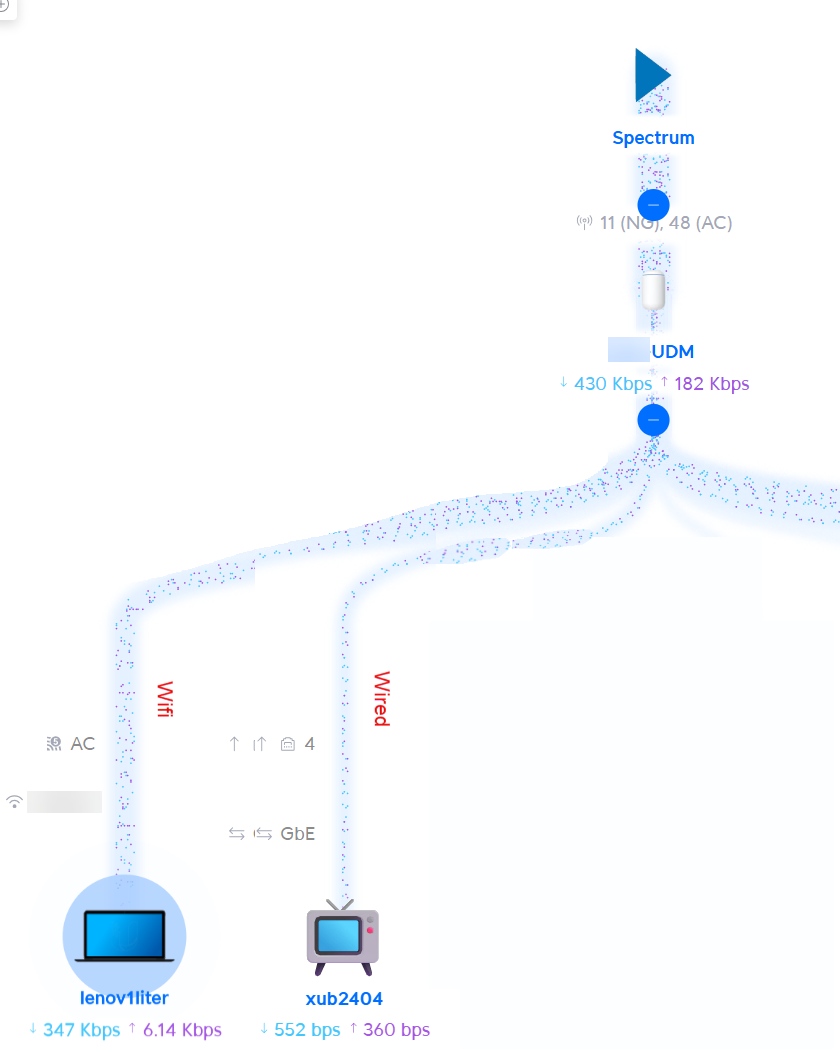 Spectrum
11 (NG), 48 (AC)
UDM
↓ 430 Kbps ↑ 182 Kbps
Wifi
Wired
AC
4
GbE
lenov1liter
xub2404
↓ 347 Kbps ↑ 6.14 Kbps
↓ 552 bps ↑ 360 bps